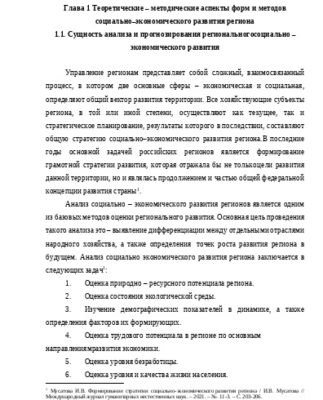 Глава 1 Теоретические – методические аспекты форм и методов
социально–экономического развития региона
1.1. Сущность анализа и прогнозирования региональногосоциально –
экономического развития
Управление регионам представляет собой сложный, взаимосвязанный
процесс, в котором две основные сферы – экономическая и социальная,
определяют общий вектор развития территории. Все хозяйствующие субъекты
региона, в той или иной степени, осуществляют как текущее, так и
стратегическое планирование, результаты которого в последствии, составляют
общую стратегию социально–экономического развития региона.В последние
годы основной задачей российских регионов является формирование
грамотной стратегии развития, которая отражала бы не толькоцели развития
данной территории, но и являлась продолжением и частью общей федеральной
концепции развития страны¹.
Анализ социально – экономического развития регионов является одним
из базовых методов оценки регионального развития. Основная цель проведения
такого анализа это – выявление дифференциации между отдельными отраслями
народного хозяйства, а также определения точек роста развития региона в
будущем. Анализ социально экономического развития региона заключается в
следующих задач¹:
1. Оценка природно – ресурсного потенциала региона.
2. Оценка состояния экологической среды.
3. Изучение демографических показателей в динамике, а также
определения факторов их формирующих.
4. Оценка трудового потенциала в регионе по основным
направлениямразвития экономики.
5. Оценка уровня безработицы.
6. Оценка уровня и качества жизни населения.
¹ Мусатова И.В. Формирование стратегии социально-экономического развития региона / И.В. Мусатова //
Международный журнал гуманитарных и естественных наук. – 2021. – № 11-3. – С. 203-206.